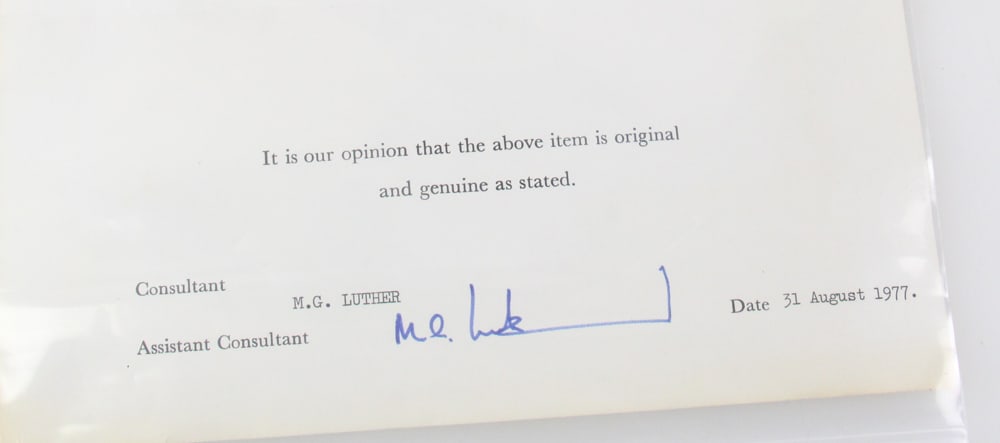 It is our opinion that the above item is original
and genuine as stated.
Consultant
M.G. LUTHER
Assistant Consultant
Date 31 August 1977.